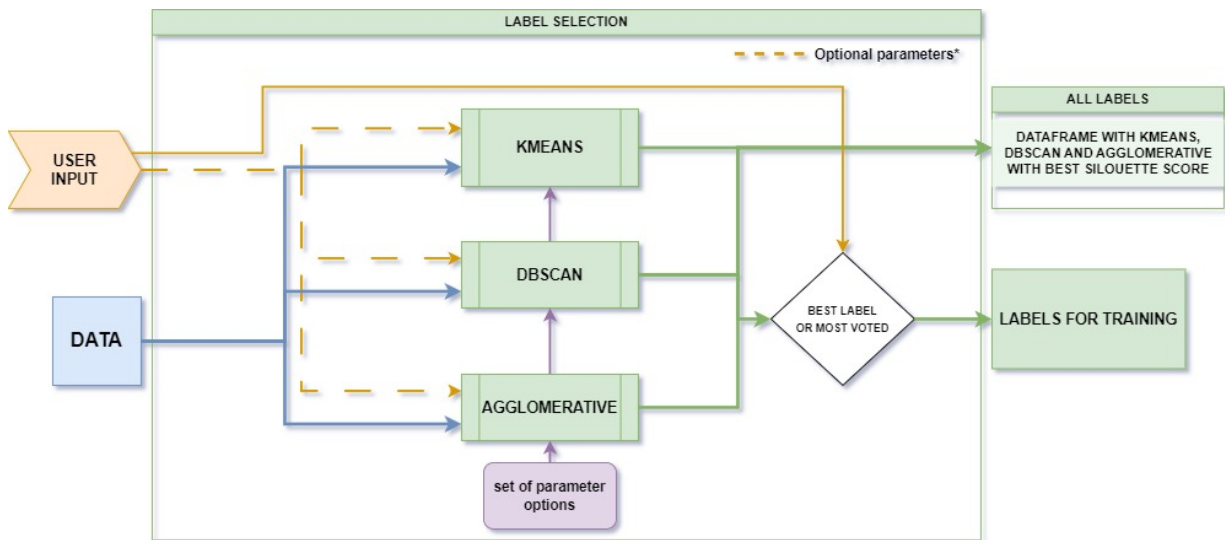 LABEL SELECTION
Optional parameters*
USER
INPUT
KMEANS
ALL LABELS
DATAFRAME WITH KMEANS,
DBSCAN AND AGGLOMERATIVE
WITH BEST SILOUETTE SCORE
DBSCAN
DATA
BEST LABEL
OR MOST VOTED
LABELS FOR TRAINING
AGGLOMERATIVE
set of parameter
options